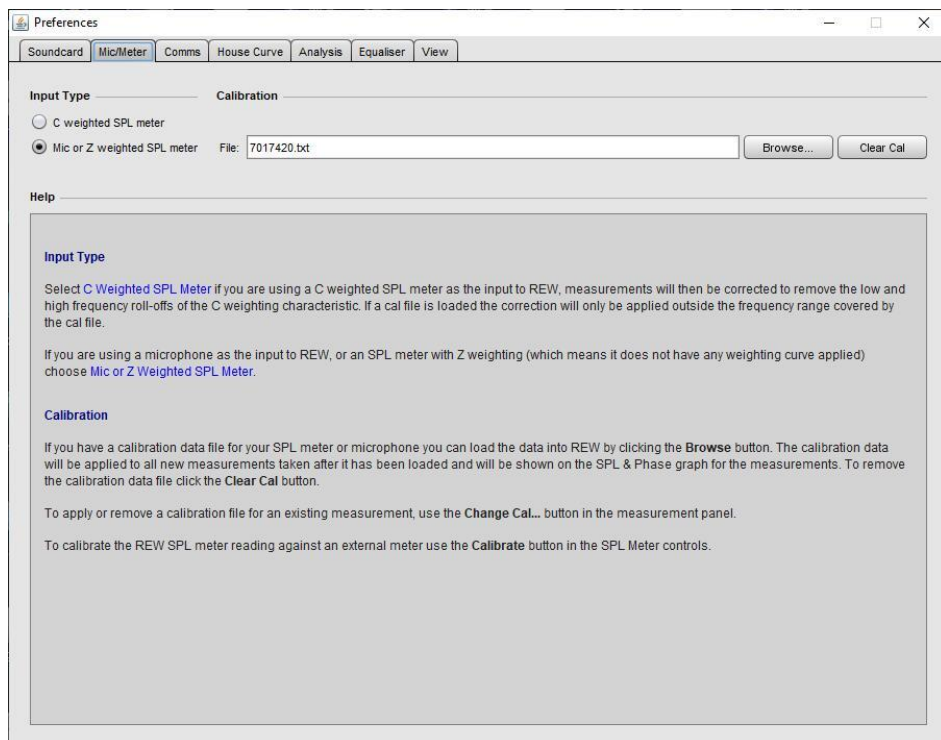 Preferences
Soundcard Mic/Meter Comms House Curve Analysis Equaliser View
Input Type Calibration
C weighted SPL meter
Mic or Z weighted SPL meter File: 7017420.txt Browse... Clear Cal
Help
Input Type
Select C Weighted SPL Meter if you are using a C weighted SPL meter as the input to REW, measurements will then be corrected to remove the low and
high frequency roll-offs of the C weighting characteristic. If a cal file is loaded the correction will only be applied outside the frequency range covered by
the cal file.
If you are using a microphone as the input to REW, or an SPL meter with Z weighting (which means it does not have any weighting curve applied)
choose Mic or Z Weighted SPL Meter.
Calibration
If you have a calibration data file for your SPL meter or microphone you can load the data into REW by clicking the Browse button. The calibration data
will be applied to all new measurements taken after it has been loaded and will be shown on the SPL & Phase graph for the measurements. To remove
the calibration data file click the Clear Cal button.
To apply or remove a calibration file for an existing measurement, use the Change Cal... button in the measurement panel.
To calibrate the REW SPL meter reading against an external meter use the Calibrate button in the SPL Meter controls.